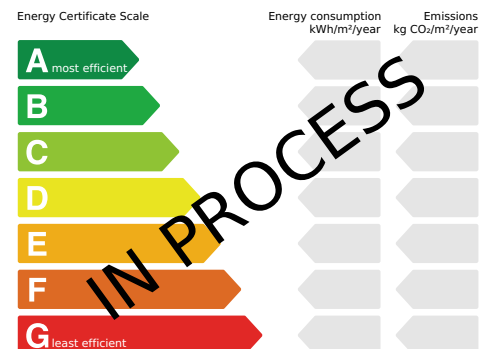 Energy Certificate Scale
Energy consumption
kWh/m²/year
Emissions
kg CO₂/m²/year
A most efficient
B
C
D
E
F
G least efficient
IN PROCESS